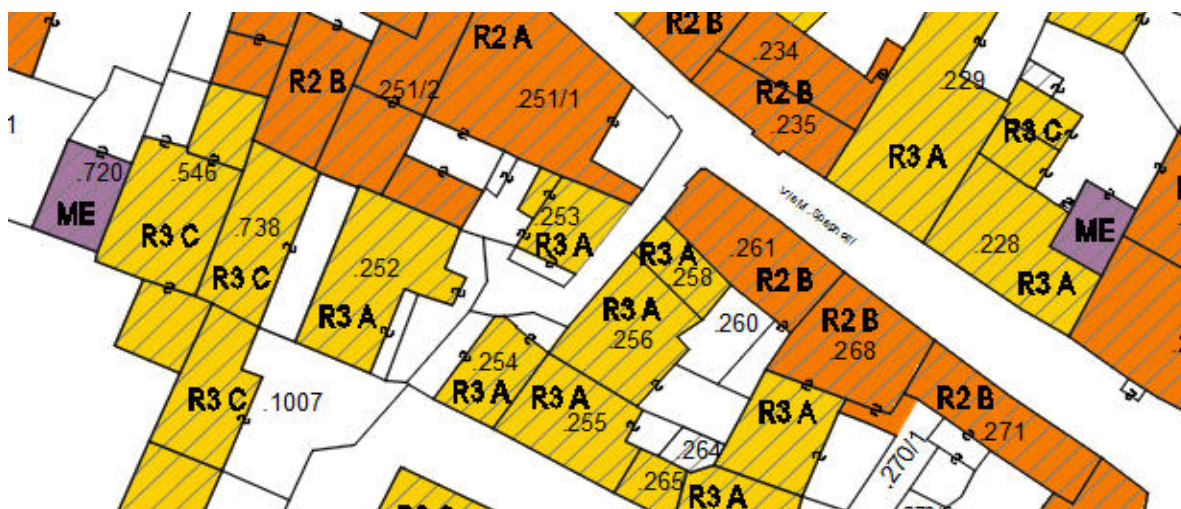 R2 B
R2 A
.234
.229
R2 B
.251/2
.251/1
R2 B
.235
R3 C
1
R3 A
.720
.546
ME
.253
R3 A
R3 C
.738
R3 A
.261
.228
ME
R3 C
.252
.258
R2 B
R3 A
R3 A
R3 A
.256
.260
R2 B
.268
.254
R3 A
R3 C
.1007
R3 A
.255
R3 A
R2 B
.271
.264
.270/1
.265
R3 A